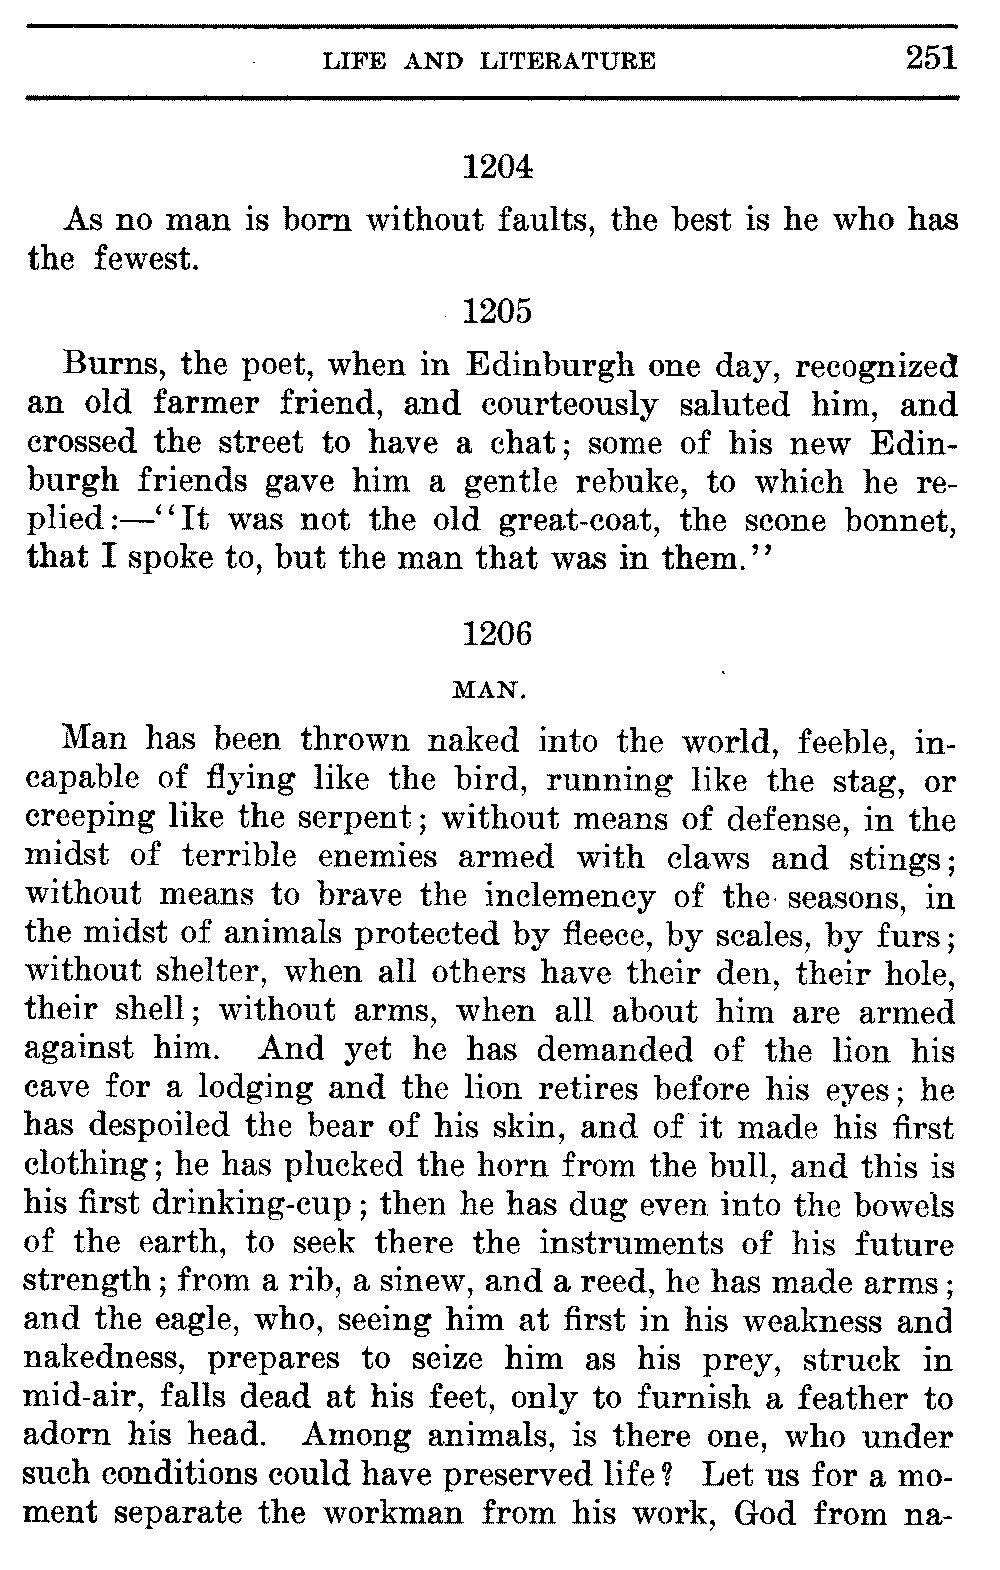 LIFE AND LITERATURE 251
1204
As no man is born without faults, the best is he who has
the fewest.
1205
Burns, the poet, when in Edinburgh one day, recognized
an old farmer friend, and courteously saluted him, and
crossed the street to have a chat; some of his new Edin-
burgh friends gave him a gentle rebuke, to which he re-
plied:—"It was not the old great-coat, the scone bonnet,
that I spoke to, but the man that was in them."
1206
MAN.
Man has been thrown naked into the world, feeble, in-
capable of flying like the bird, running like the stag, or
creeping like the serpent; without means of defense, in the
midst of terrible enemies armed with claws and stings;
without means to brave the inclemency of the seasons, in
the midst of animals protected by fleece, by scales, by furs;
without shelter, when all others have their den, their hole,
their shell; without arms, when all about him are armed
against him. And yet he has demanded of the lion his
cave for a lodging and the lion retires before his eyes; he
has despoiled the bear of his skin, and of it made his first
clothing; he has plucked the horn from the bull, and this is
his first drinking-cup; then he has dug even into the bowels
of the earth, to seek there the instruments of his future
strength; from a rib, a sinew, and a reed, he has made arms;
and the eagle, who, seeing him at first in his weakness and
nakedness, prepares to seize him as his prey, struck in
mid-air, falls dead at his feet, only to furnish a feather to
adorn his head. Among animals, is there one, who under
such conditions could have preserved life? Let us for a mo-
ment separate the workman from his work, God from na-